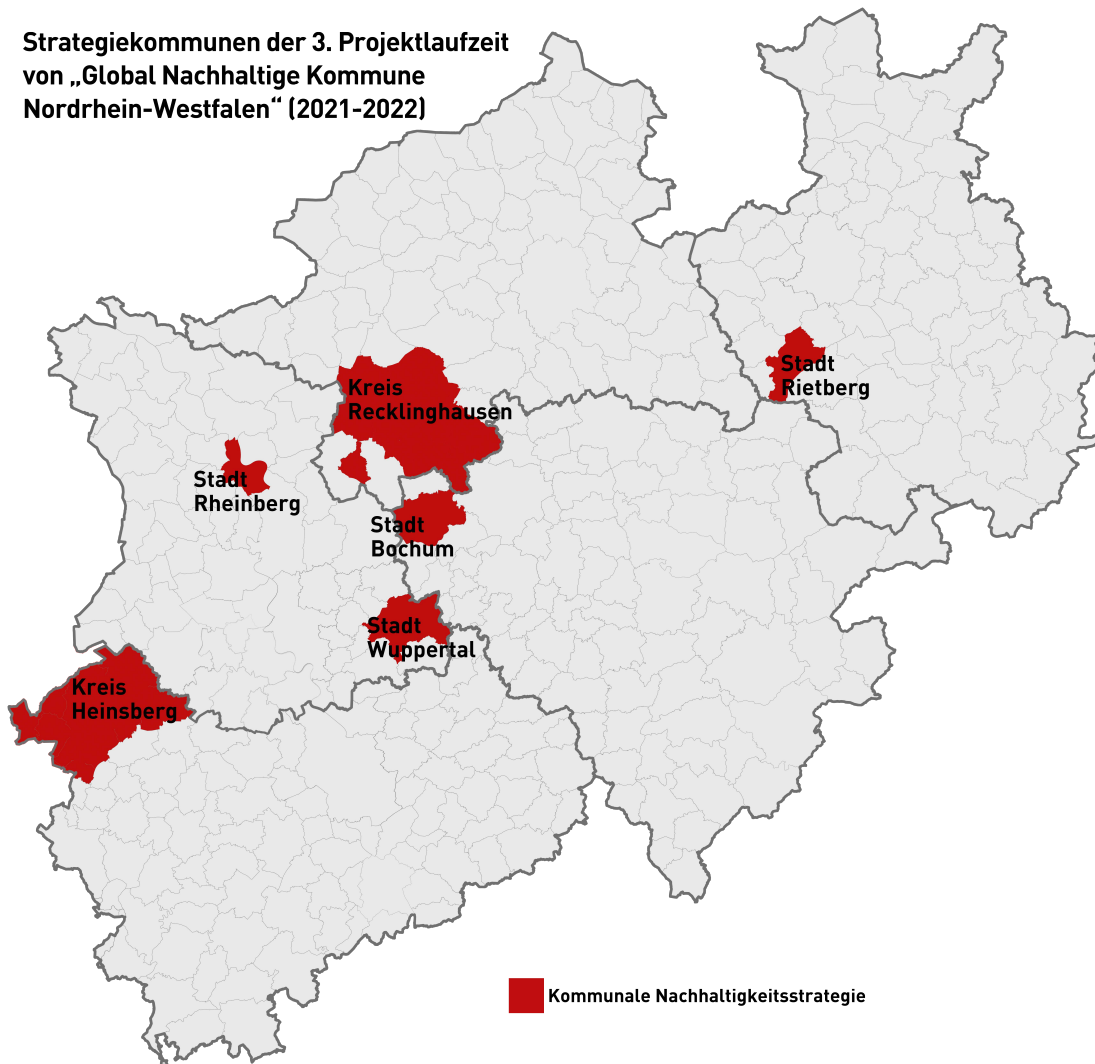 Strategiekommunen der 3. Projektlaufzeit
von „Global Nachhaltige Kommune
Nordrhein-Westfalen“ (2021-2022)
Kreis
Recklinghausen
Stadt
Rietberg
Stadt
Rheinberg
Stadt
Bochum
Stadt
Wuppertal
Kreis
Heinsberg
Kommunale Nachhaltigkeitsstrategie